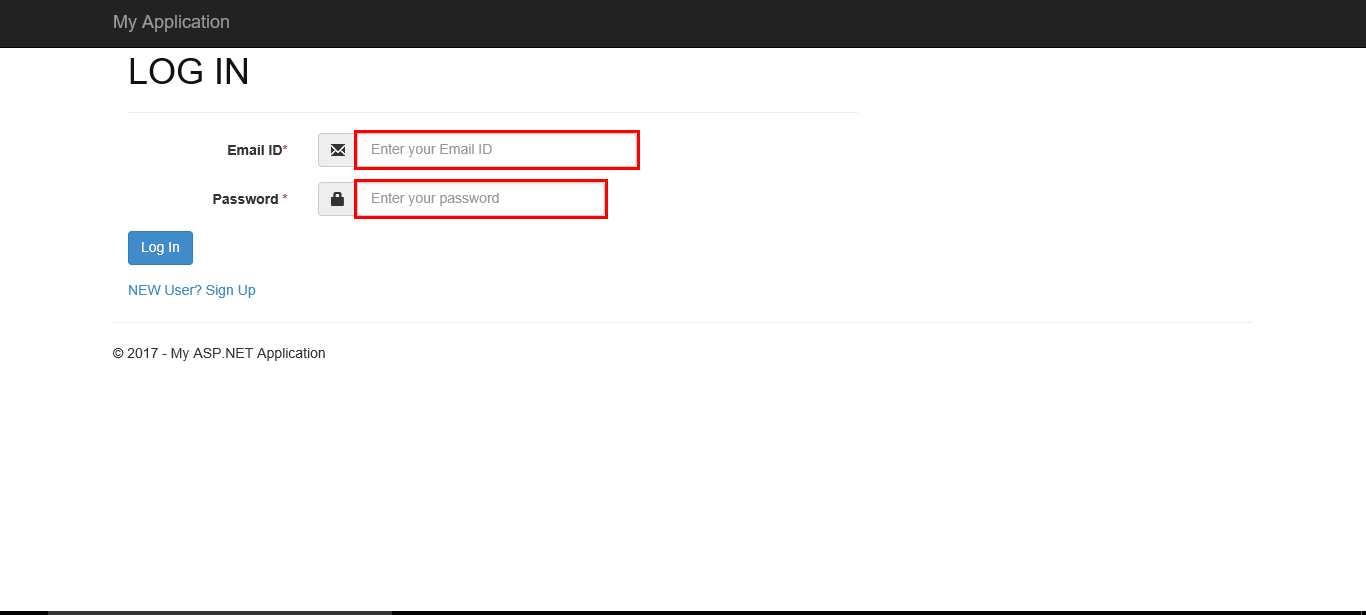 My Application
LOG IN
Email ID* Enter your Email ID
Password * Enter your password
Log In
NEW User? Sign Up
© 2017 - My ASP.NET Application